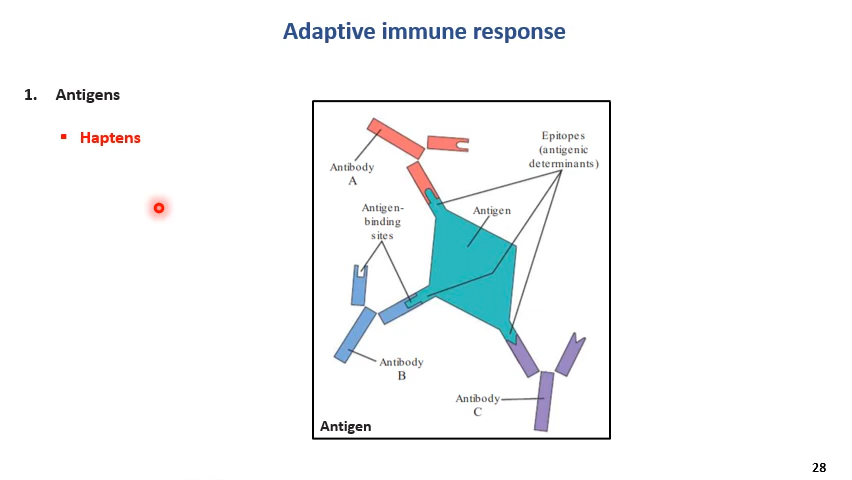 Adaptive immune response
1. Antigens
▪ Haptens
Antibody
A
Epitopes
(antigenic
determinants)
Antigen-
binding
sites
Antigen
Antibody
B
Antibody
C
Antigen
28